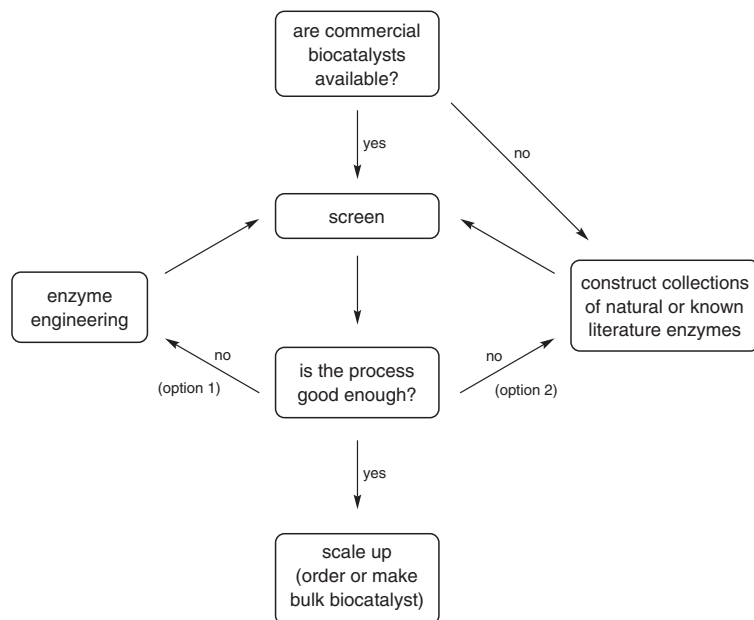 are commercial
biocatalysts
available?
yes
no
screen
enzyme
engineering
construct collections
of natural or known
literature enzymes
no
(option 1)
is the process
good enough?
no
(option 2)
yes
scale up
(order or make
bulk biocatalyst)